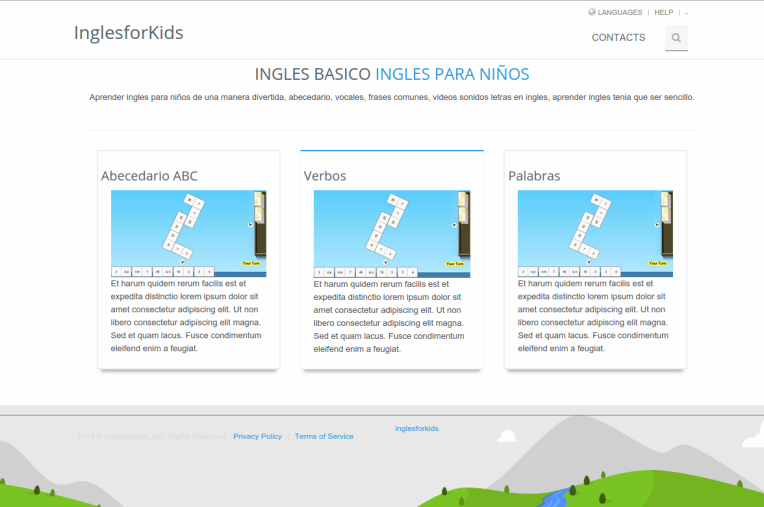 LANGUAGES | HELP | -
InglesforKids
CONTACTS
INGLES BASICO INGLES PARA NIÑOS
Aprender ingles para niños de una manera divertida, abecedario, vocales, frases comunes, videos sonidos letras en ingles, aprender ingles tenia que ser sencillo.
Abecedario ABC
Your Turn
Et harum quidem rerum facilis est et
expedita distinctio lorem ipsum dolor sit
amet consectetur adipiscing elit. Ut non
libero consectetur adipiscing elit magna.
Sed et quam lacus. Fusce condimentum
eleifend enim a feugiat.
Verbos
Your Turn
Et harum quidem rerum facilis est et
expedita distinctio lorem ipsum dolor sit
amet consectetur adipiscing elit. Ut non
libero consectetur adipiscing elit magna.
Sed et quam lacus. Fusce condimentum
eleifend enim a feugiat.
Palabras
Your Turn
Et harum quidem rerum facilis est et
expedita distinctio lorem ipsum dolor sit
amet consectetur adipiscing elit. Ut non
libero consectetur adipiscing elit magna.
Sed et quam lacus. Fusce condimentum
eleifend enim a feugiat.
2014 © ALL Rights Reserved. Privacy Policy | Terms of Service
inglesforkids